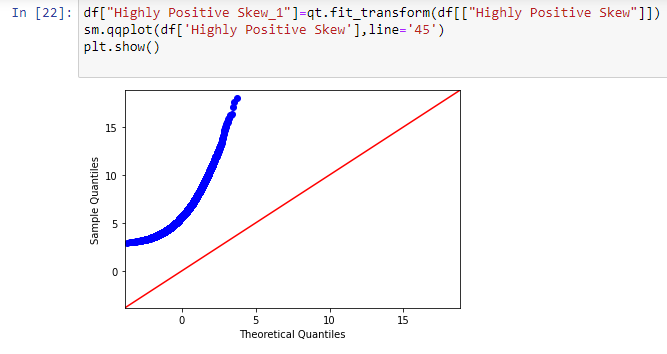 In [22]: df["Highly Positive Skew_1"]=qt.fit_transform(df[["Highly Positive Skew"]])
sm.qqplot(df['Highly Positive Skew'],line='45')
plt.show()
15
10
5
0
Sample Quantiles
0 5 10 15
Theoretical Quantiles